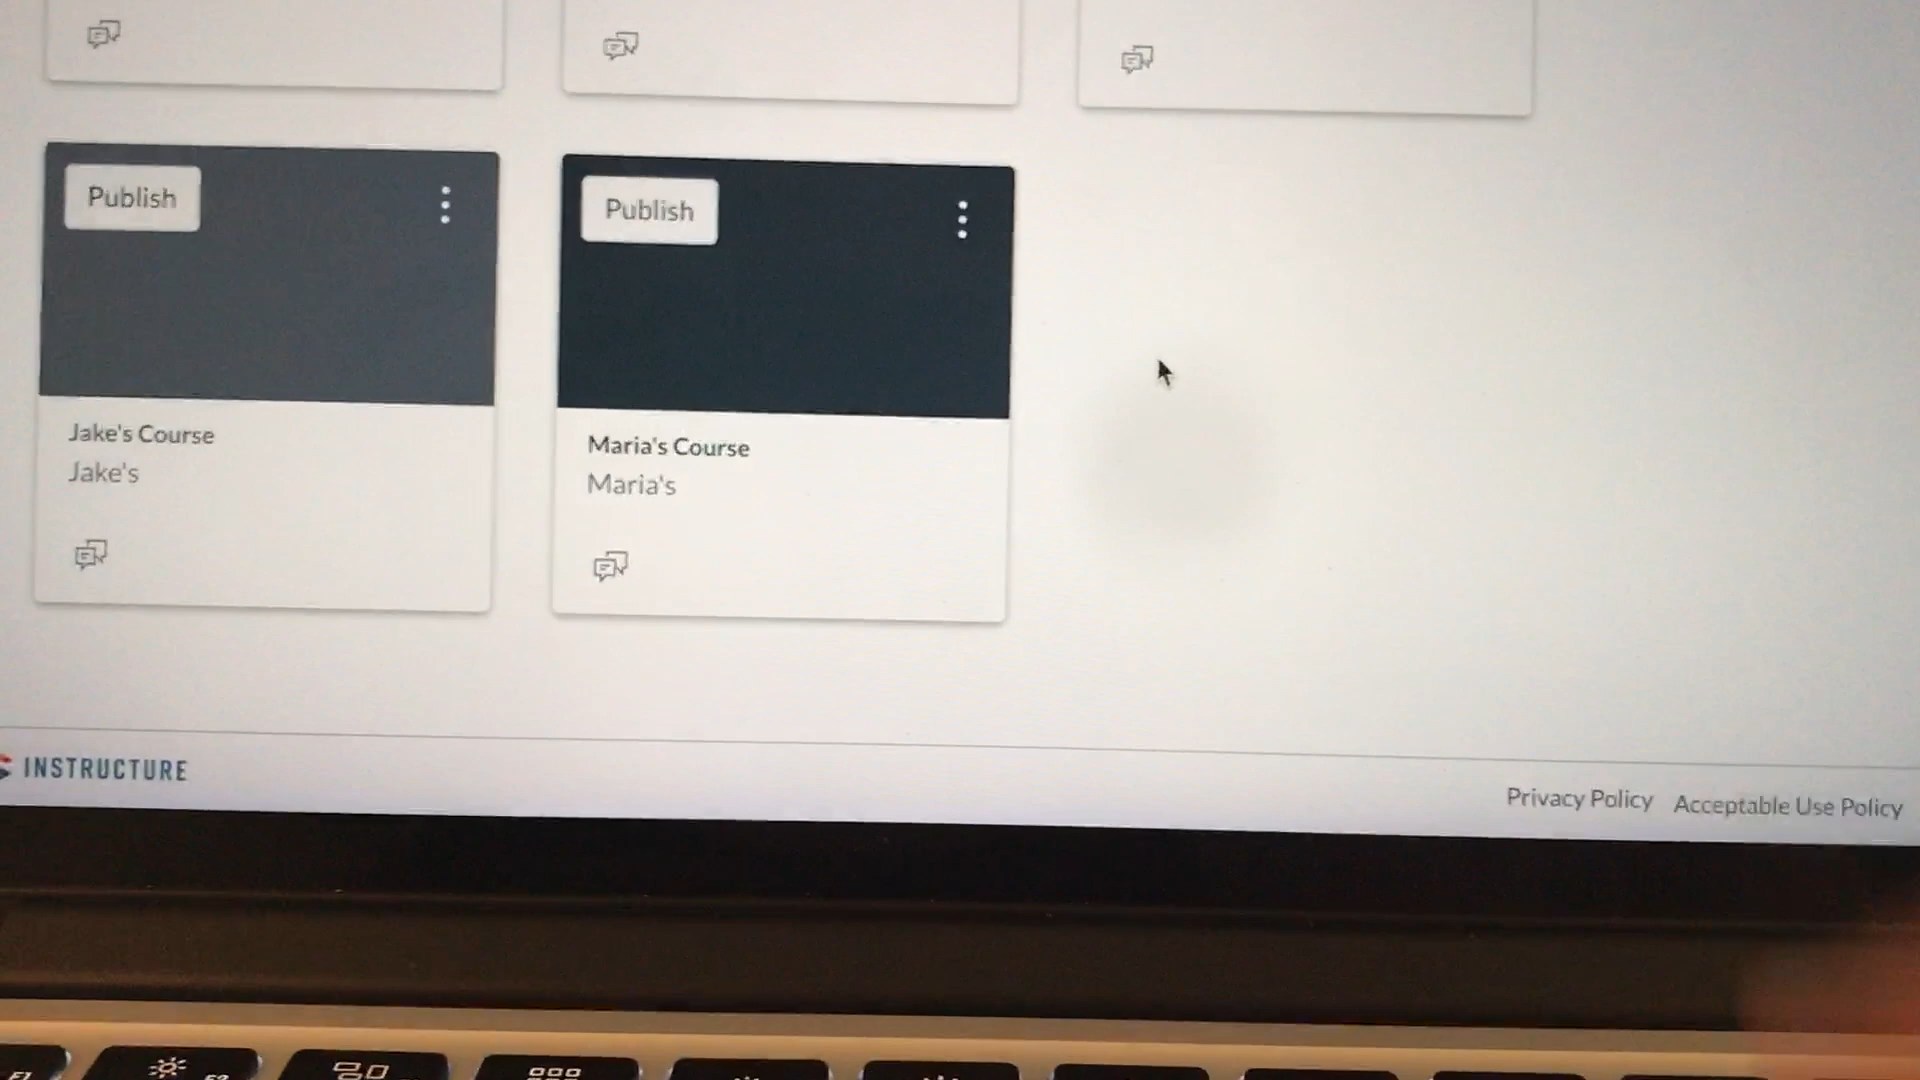 Publish
Publish
Jake's Course
Jake's
Maria's Course
Maria's
INSTRUCTURE
Privacy Policy
Acceptable Use Policy